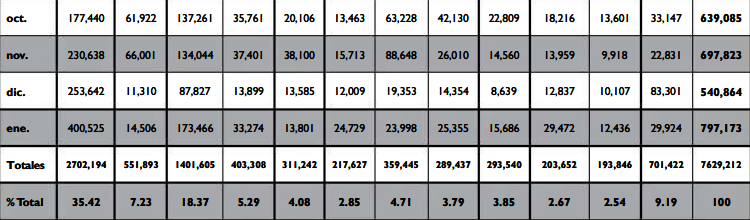 oct. 177,440 61,922 137,261 35,761 20,106 13,463 63,228 42,130 22,809 18,216 13,601 33,147 639,085
nov. 230,638 66,001 134,044 37,401 38,100 15,713 88,648 26,010 14,560 13,959 9,918 22,831 697,823
dic. 253,642 11,310 87,827 13,899 13,585 12,009 19,353 14,354 8,639 12,837 10,107 83,301 540,864
ene. 400,525 14,506 173,466 33,274 13,801 24,729 23,998 25,355 15,686 29,472 12,436 29,924 797,173
Totales 2702,194 551,893 1401,605 403,308 311,242 217,627 359,445 289,437 293,540 203,652 193,846 701,422 7629,212
% Total 35.42 7.23 18.37 5.29 4.08 2.85 4.71 3.79 3.85 2.67 2.54 9.19 100